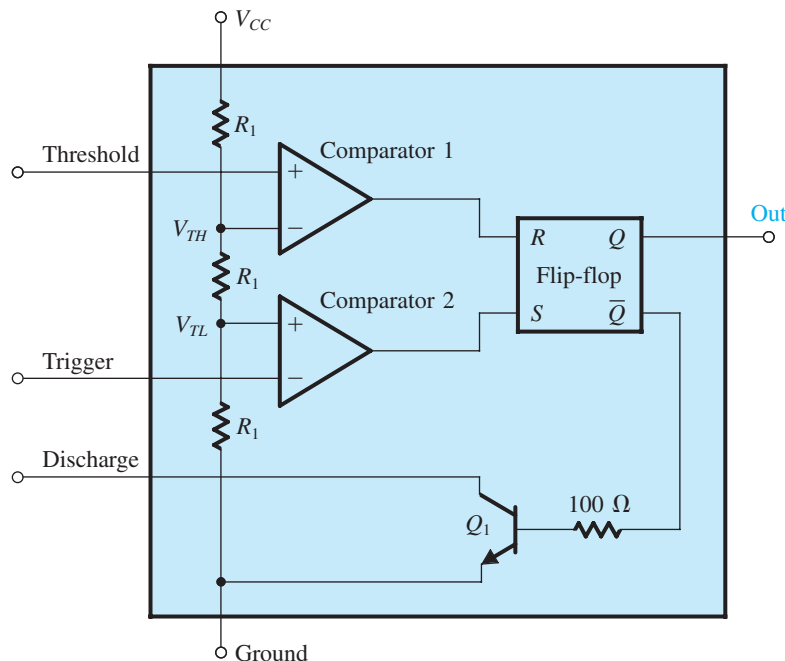 V_CC
R_1
Threshold
Comparator 1
+
−
V_TH
Out
R Q
Flip-flop
S Q̅
R_1
Comparator 2
V_TL
+
−
Trigger
R_1
Discharge
100 Ω
Q_1
Ground